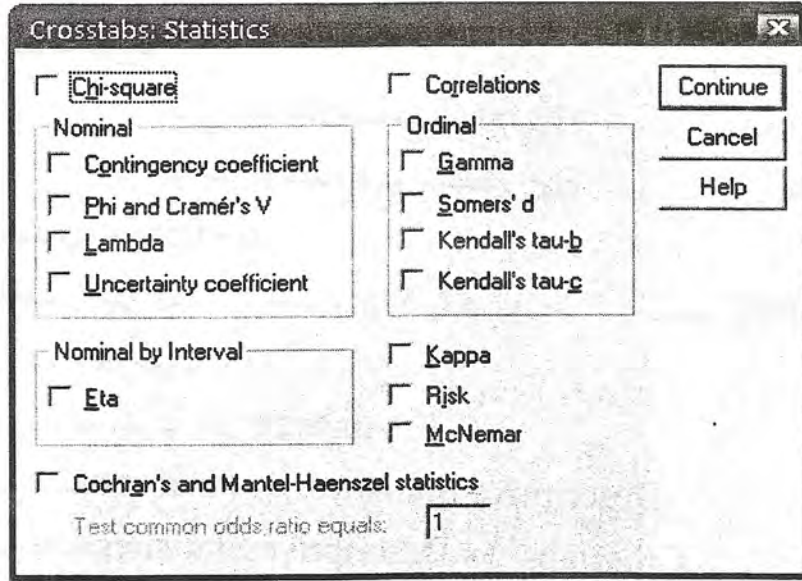 Crosstabs: Statistics
Chi-square
Correlations
Continue
Nominal
Ordinal
Cancel
Contingency coefficient
Gamma
Help
Phi and Cramér's V
Somers' d
Lambda
Kendall's tau-b
Uncertainty coefficient
Kendall's tau-c
Nominal by Interval
Kappa
Eta
Risk
McNemar
Cochran's and Mantel-Haenszel statistics
Test common odds ratio equals: 1